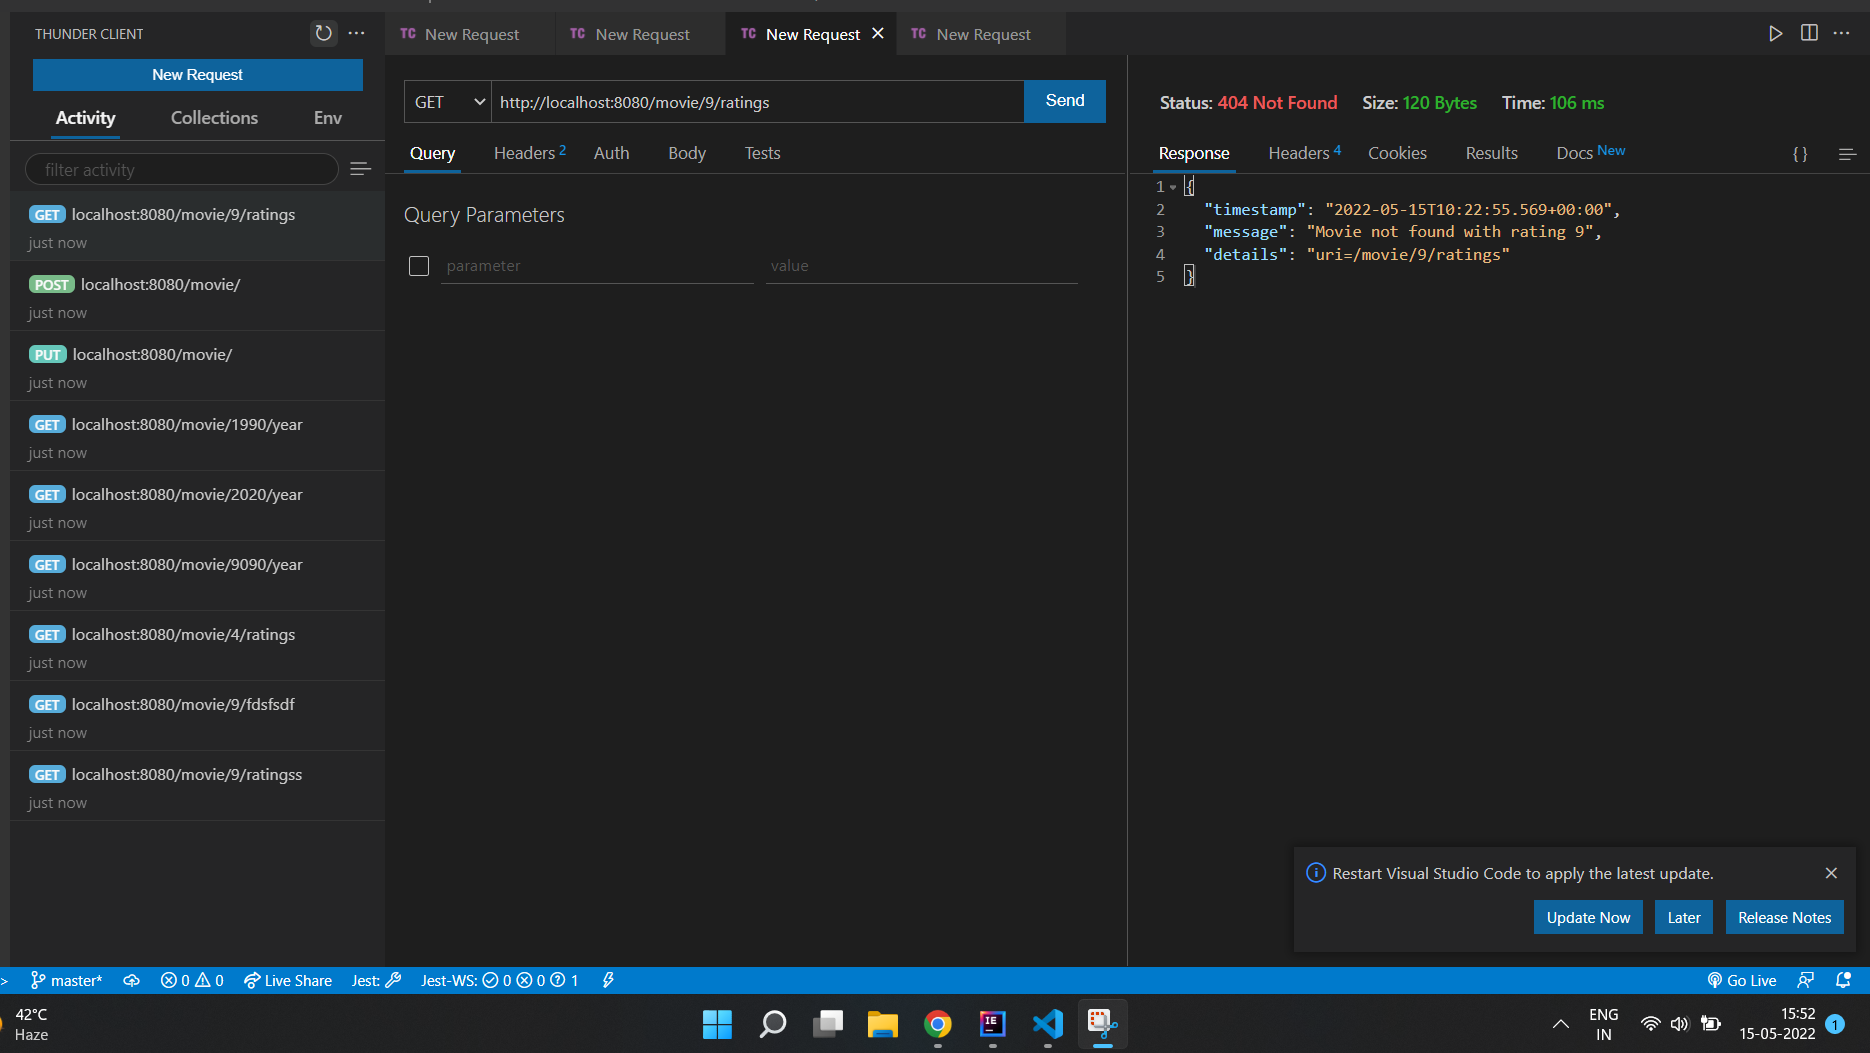 THUNDER CLIENT
New Request
Activity
Collections
Env
filter activity
GET localhost:8080/movie/9/ratings
just now
POST localhost:8080/movie/
just now
PUT localhost:8080/movie/
just now
GET localhost:8080/movie/1990/year
just now
GET localhost:8080/movie/2020/year
just now
GET localhost:8080/movie/9090/year
just now
GET localhost:8080/movie/4/ratings
just now
GET localhost:8080/movie/9/fdsfsdf
just now
GET localhost:8080/movie/9/ratingss
just now
TC New Request
TC New Request
TC New Request
TC New Request
GET
http://localhost:8080/movie/9/ratings
Send
Query
Headers 2
Auth
Body
Tests
Query Parameters
parameter
value
Status: 404 Not Found
Size: 120 Bytes
Time: 106 ms
Response
Headers 4
Cookies
Results
Docs New
{ }
1 {
2 "timestamp": "2022-05-15T10:22:55.569+00:00",
3 "message": "Movie not found with rating 9",
4 "details": "uri=/movie/9/ratings"
5 }
Restart Visual Studio Code to apply the latest update.
Update Now
Later
Release Notes
master*
0
0
Live Share
Jest:
Jest-WS: 0 0 1
Go Live
42°C
Haze
IE
ENG
IN
15:52
15-05-2022
1